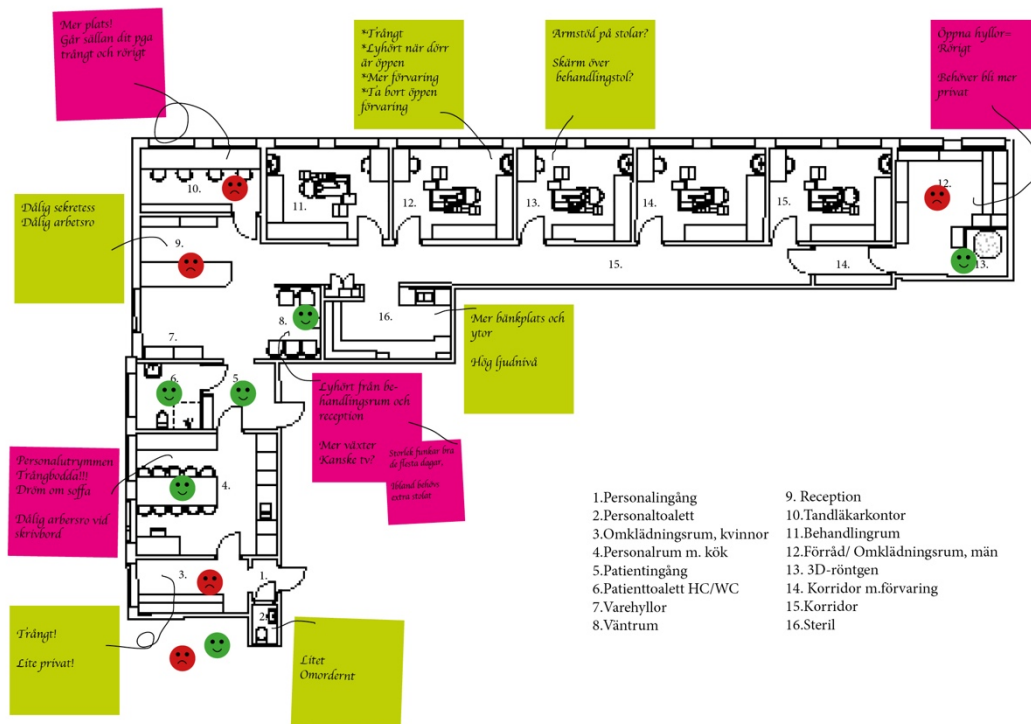 Mer plats!
Går sällan dit pga
trångt och rörigt
*Trångt
*Lyhört när dörr
är öppen
*Mer förvaring
*Ta bort öppen
förvaring
Armstöd på stolar?
Skärm över
behandlingstol?
Öppna hyllor=
Rörigt
Behöver bli mer
privat
Dålig sekretess
Dålig arbetsro
10.
11.
12.
13.
14.
15.
12.
9.
15.
14.
13.
8.
16.
7.
Mer bänkplats och
ytor
Hög ljudnivå
6.
5
Lyhört från be-
handlingsrum och
reception
Mer växter
Kanske tv?
Storlek funkar bra
de flesta dagar,
Ibland behövs
extra stolar
Personalutrymmen
Trångbodda!!!
Dröm om soffa
Dålig arbersro vid
skrivbord
4.
3.
1.
2.
Trångt!
Lite privat!
Litet
Omordernt
1.Personalingång
2.Personaltoalett
3.Omklädningsrum, kvinnor
4.Personalrum m. kök
5.Patientingång
6.Patienttoalett HC/WC
7.Varehyllor
8.Väntrum
9. Reception
10.Tandläkarkontor
11.Behandlingrum
12.Förråd/ Omklädningsrum, män
13. 3D-röntgen
14. Korridor m.förvaring
15.Korridor
16.Steril